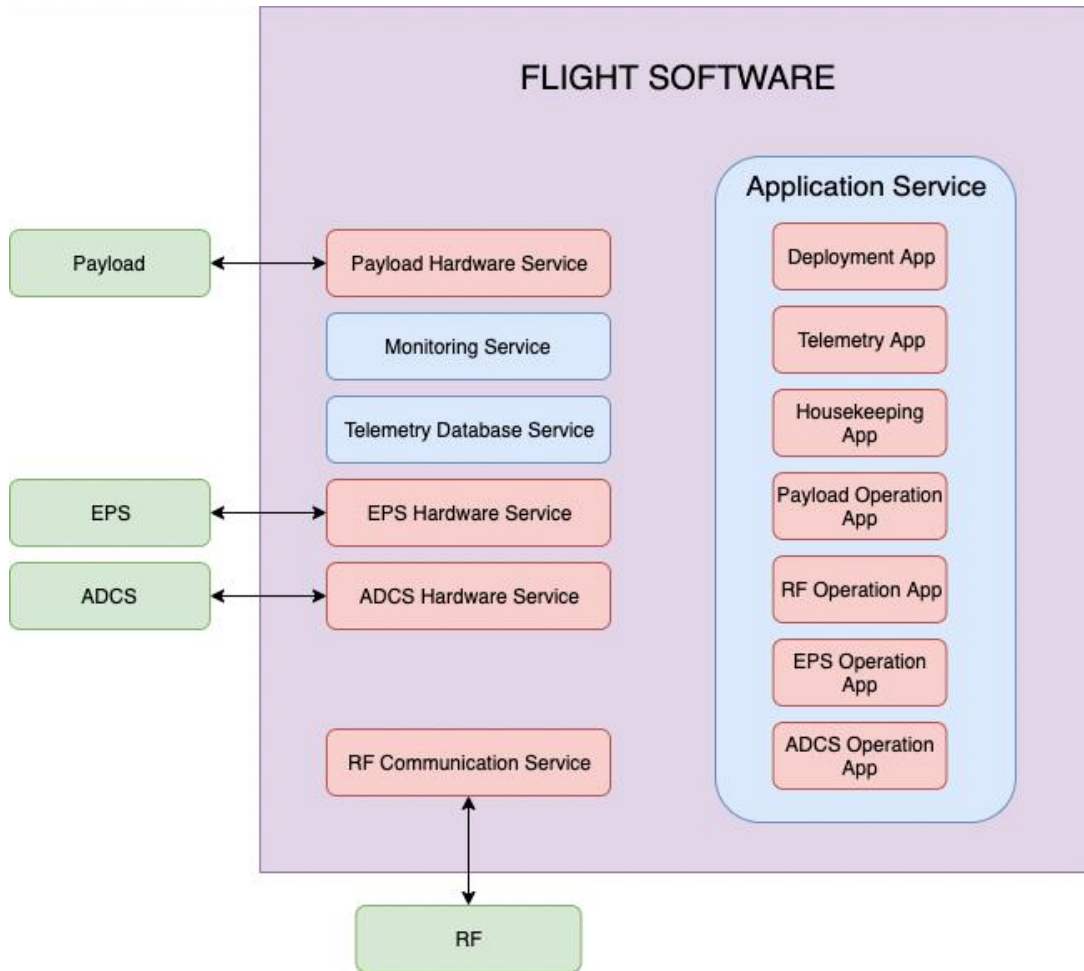 FLIGHT SOFTWARE
Application Service
Payload
Payload Hardware Service
Deployment App
Monitoring Service
Telemetry App
Telemetry Database Service
Housekeeping
App
EPS
EPS Hardware Service
Payload Operation
App
ADCS
ADCS Hardware Service
RF Operation App
EPS Operation
App
RF Communication Service
ADCS Operation
App
RF